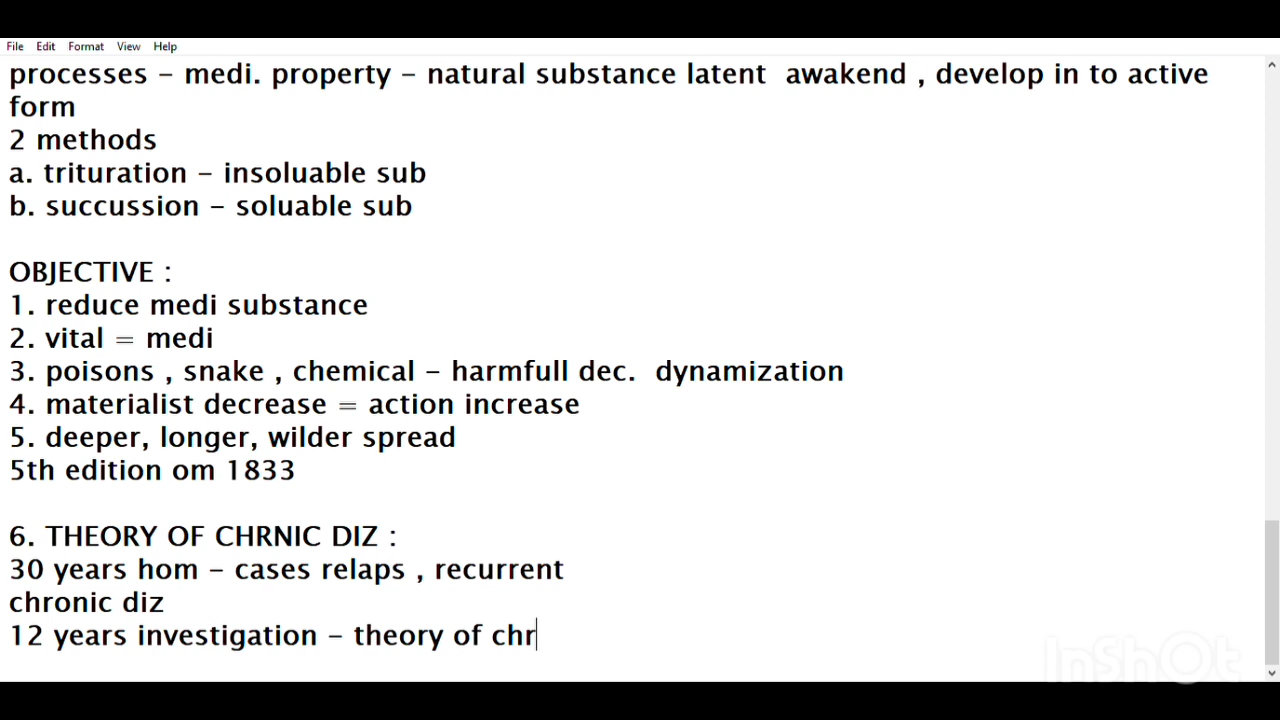 File Edit Format View Help
processes - medi. property - natural substance latent awakend , develop in to active
form
2 methods
a. trituration - insoluable sub
b. succussion - soluable sub
OBJECTIVE :
1. reduce medi substance
2. vital = medi
3. poisons , snake , chemical - harmfull dec. dynamization
4. materialist decrease = action increase
5. deeper, longer, wilder spread
5th edition om 1833
6. THEORY OF CHRNIC DIZ :
30 years hom - cases relaps , recurrent
chronic diz
12 years investigation - theory of chr
InShOt